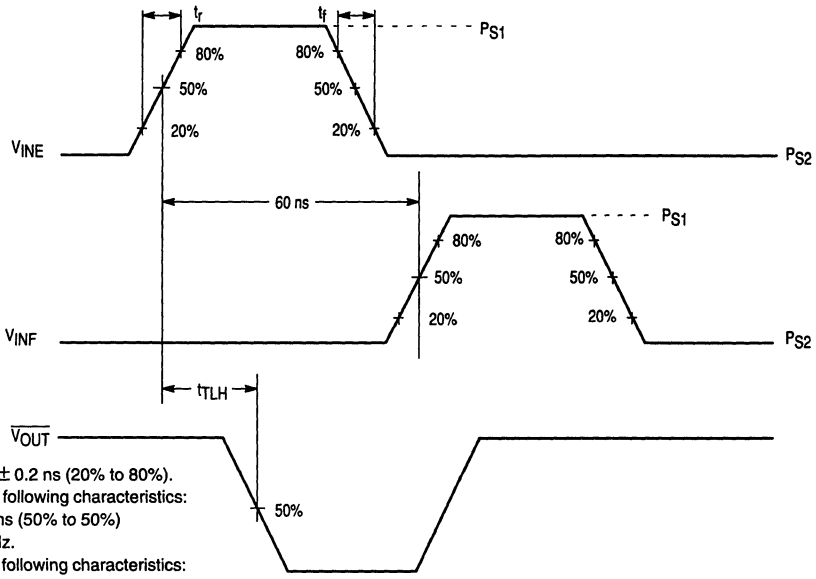 tr
tf
PS1
80%
80%
50%
50%
20%
20%
VINE
PS2
60 ns
PS1
80%
80%
50%
50%
20%
20%
VINF
PS2
tTLH
VOUT
± 0.2 ns (20% to 80%).
following characteristics:
50%
ns (50% to 50%)
following characteristics: